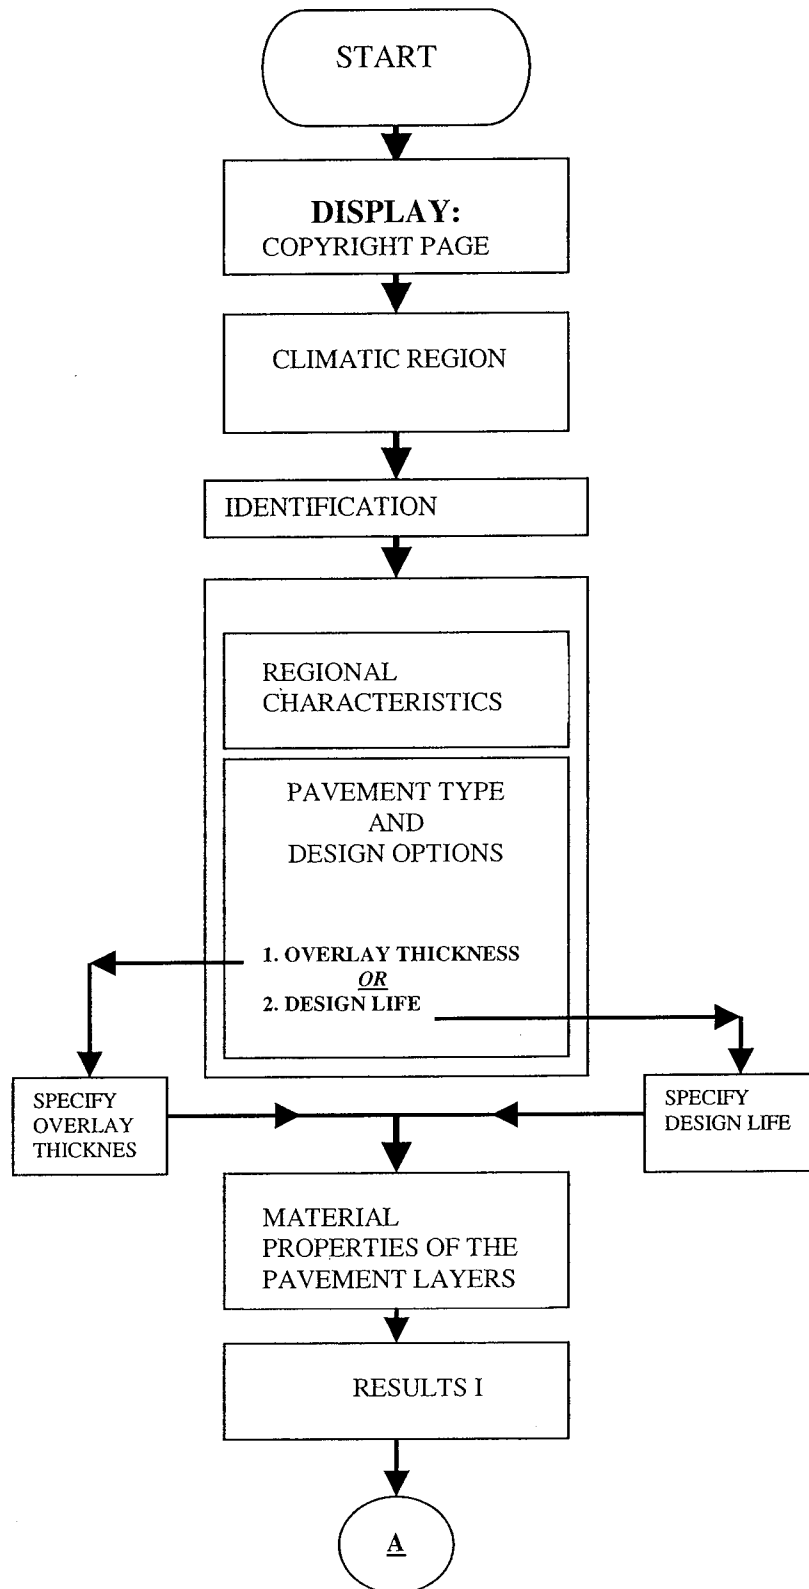 START
DISPLAY:
COPYRIGHT PAGE
CLIMATIC REGION
IDENTIFICATION
REGIONAL
CHARACTERISTICS
PAVEMENT TYPE
AND
DESIGN OPTIONS
1. OVERLAY THICKNESS
OR
2. DESIGN LIFE
SPECIFY
OVERLAY
THICKNES
SPECIFY
DESIGN LIFE
MATERIAL
PROPERTIES OF THE
PAVEMENT LAYERS
RESULTS I
A